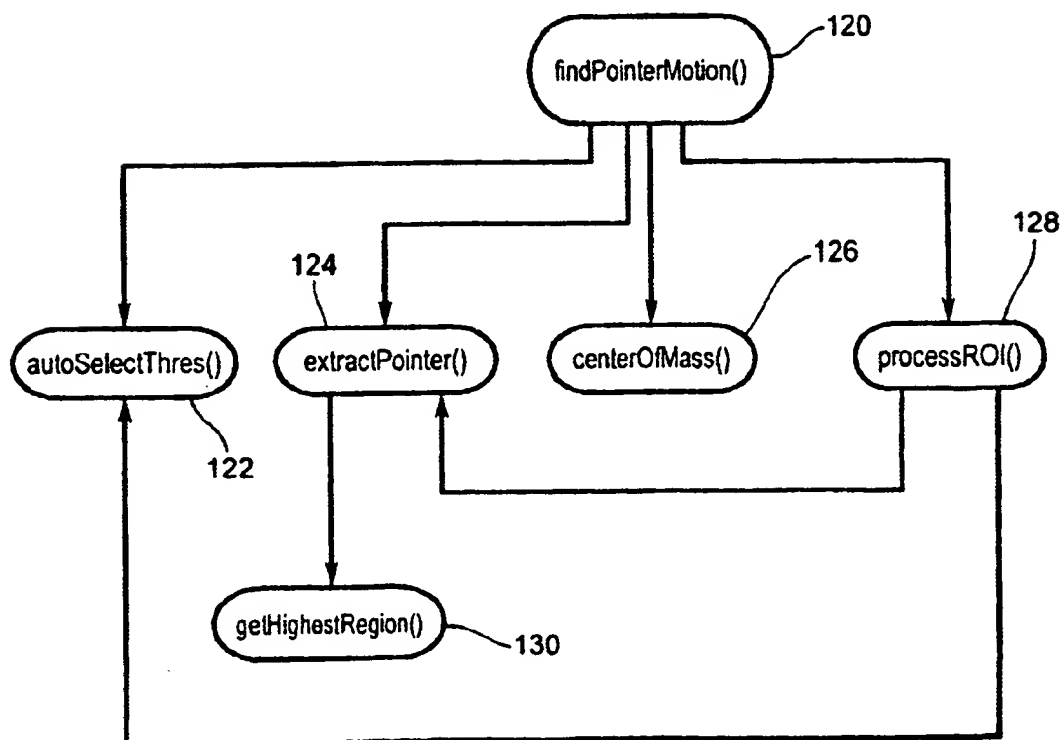 120
findPointerMotion()
128
124
126
autoSelectThres()
extractPointer()
centerOfMass()
processROI()
122
getHighestRegion()
130